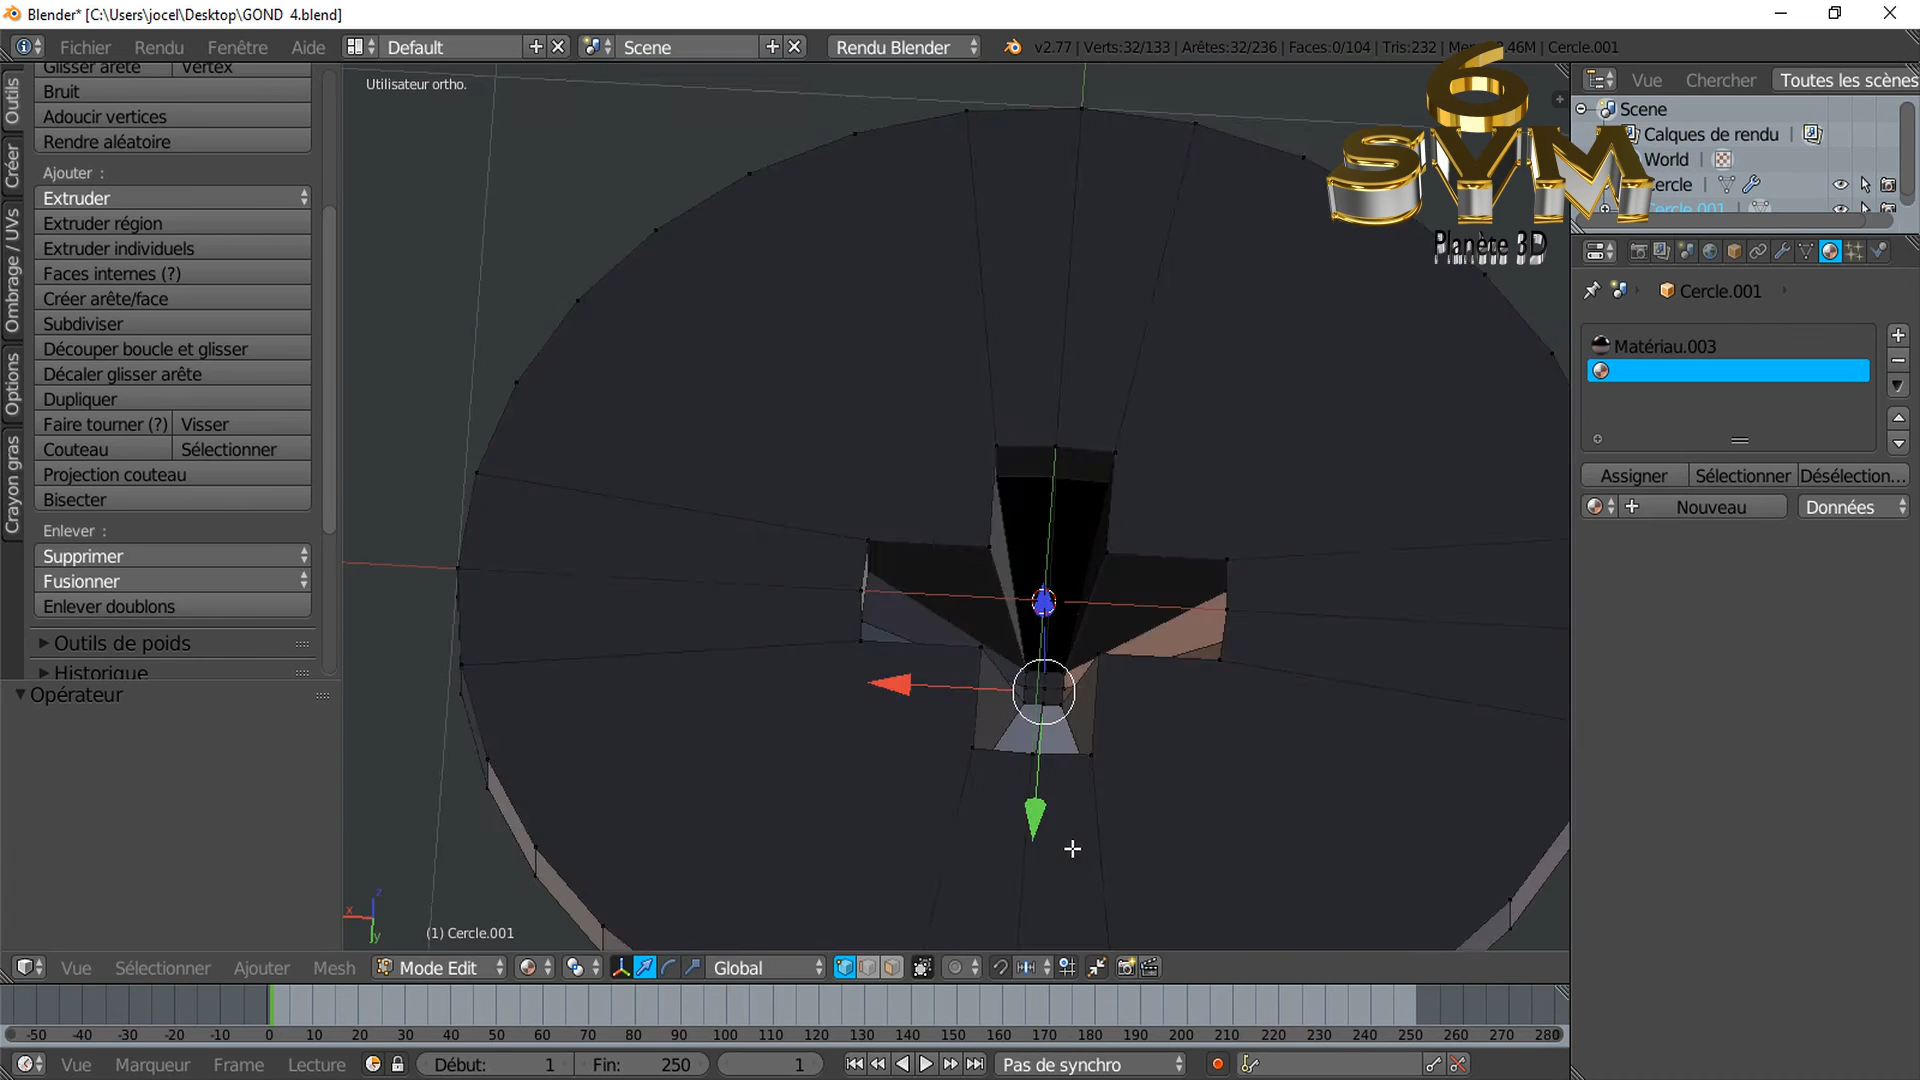 Blender* [C:\Users\jocel\Desktop\GOND 4.blend]
Fichier Rendu Fenêtre Aide Default Scene Rendu Blender v2.77 | Verts:32/133 | Arêtes:32/236 | Faces:0/104 | Tris:232 | Cercle.001
Glisser arête Vertex
Bruit
Adoucir vertices
Rendre aléatoire
Ajouter :
Extruder
Extruder région
Extruder individuels
Faces internes (?)
Créer arête/face
Subdiviser
Découper boucle et glisser
Décaler glisser arête
Dupliquer
Faire tourner (?) Visser
Couteau Sélectionner
Projection couteau
Bisecter
Enlever :
Supprimer
Fusionner
Enlever doublons
Outils de poids
Historique
Opérateur
Outils
Créer
Ombrage / UVs
Options
Crayon gras
Utilisateur ortho.
(1) Cercle.001
6
SYM
Planète 3D
Vue Chercher Toutes les scènes
Scene
Calques de rendu
World
Cercle
Cercle.001
Cercle.001
Matériau.003
Assigner Sélectionner Désélection...
Nouveau Données
x
z
y
Vue Sélectionner Ajouter Mesh Mode Edit Global
-50 -40 -30 -20 -10 0 10 20 30 40 50 60 70 80 90 100 110 120 130 140 150 160 170 180 190 200 210 220 230 240 250 260 270 280
Vue Marqueur Frame Lecture Début: 1 Fin: 250 1 Pas de synchro